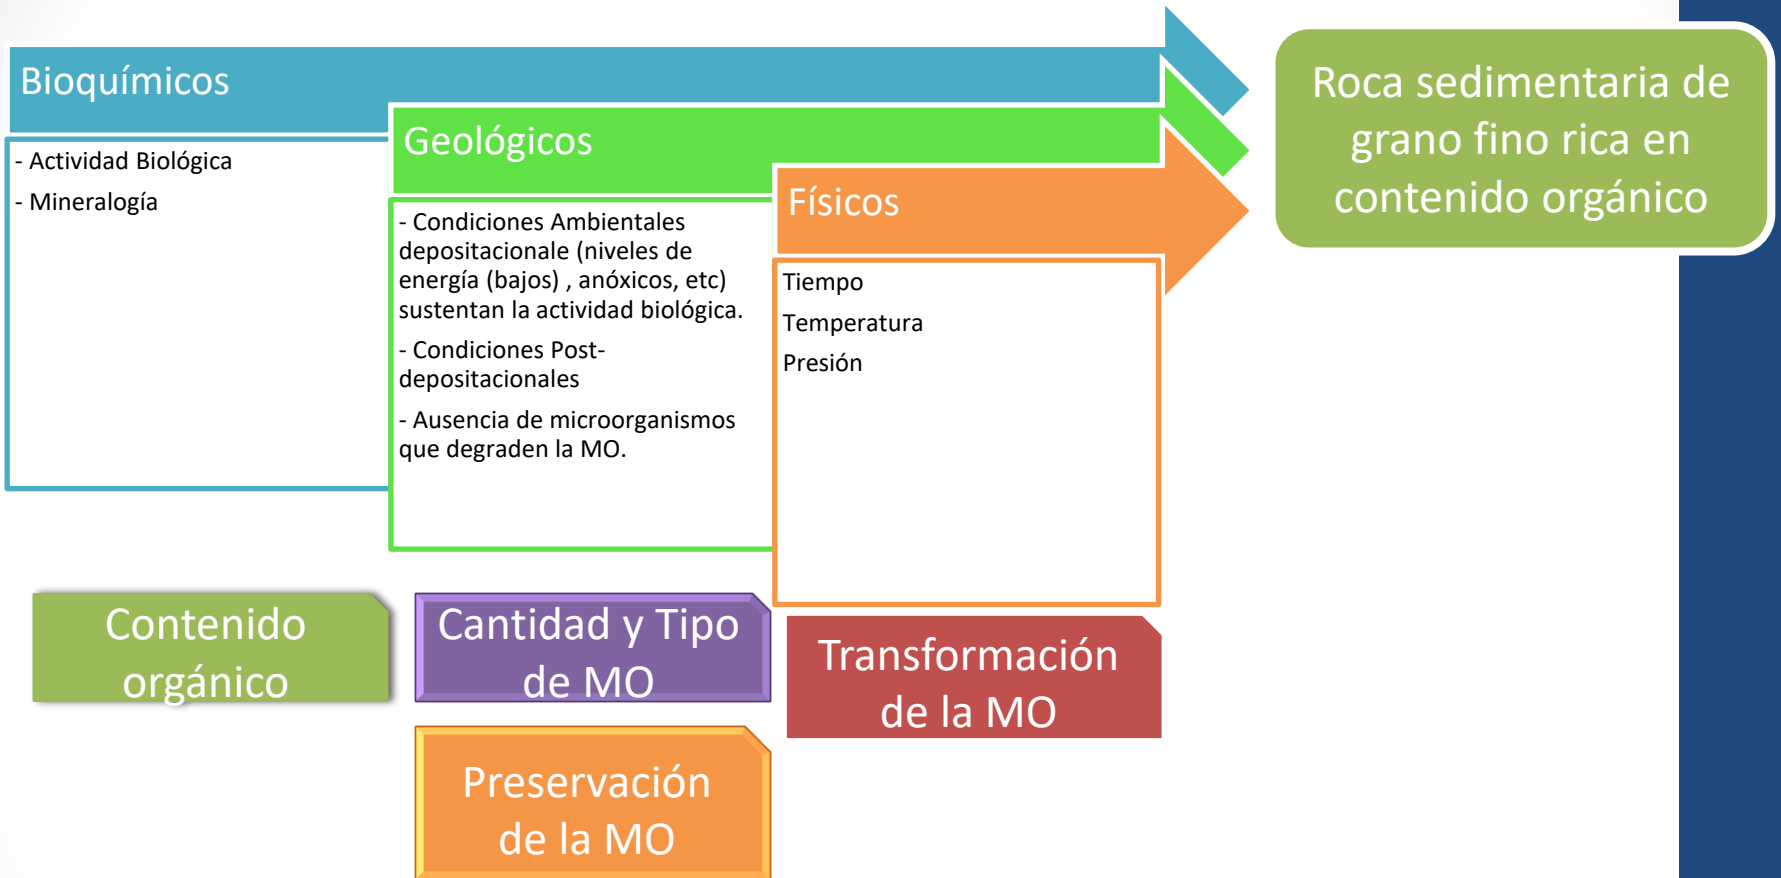 Bioquímicos
- Actividad Biológica
- Mineralogía
Geológicos
- Condiciones Ambientales
depositacionale (niveles de
energía (bajos) , anóxicos, etc)
sustentan la actividad biológica.
- Condiciones Post-
depositacionales
- Ausencia de microorganismos
que degraden la MO.
Físicos
Tiempo
Temperatura
Presión
Roca sedimentaria de
grano fino rica en
contenido orgánico
Contenido
orgánico
Cantidad y Tipo
de MO
Preservación
de la MO
Transformación
de la MO